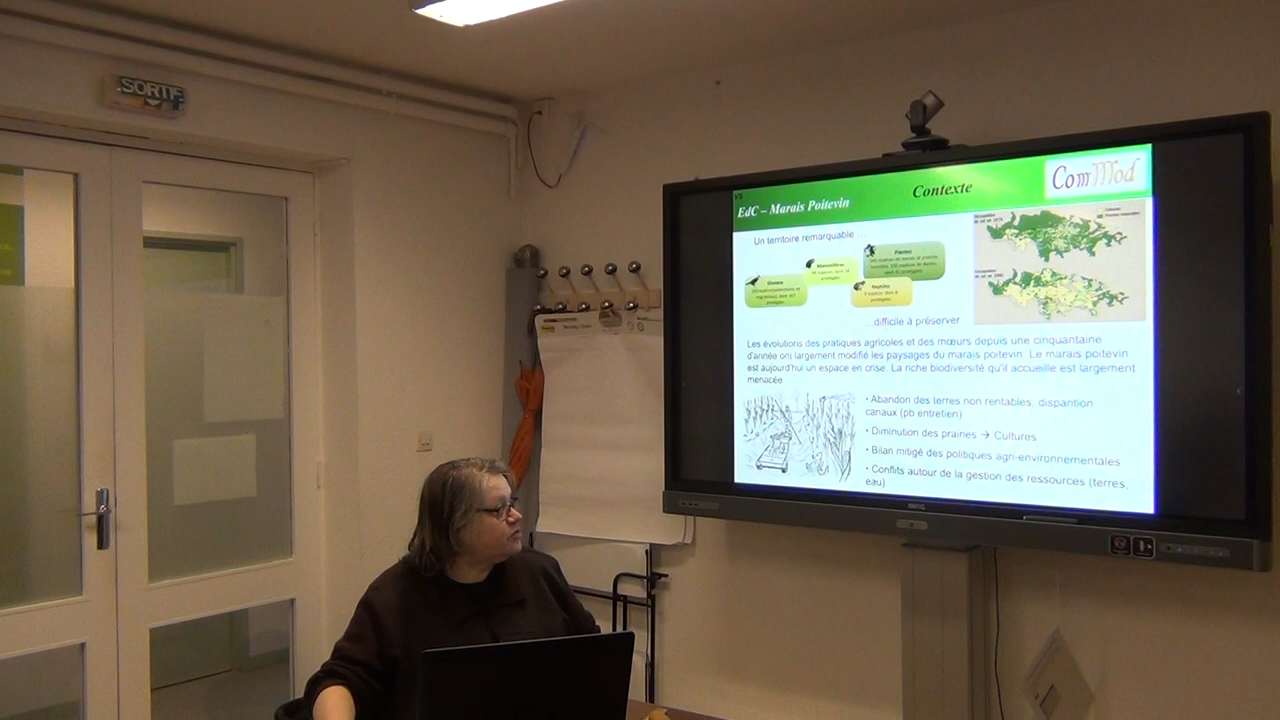 SORTIE
V5
EdC – Marais Poitevin
Contexte
ComMod
Un territoire remarquable ...
Plantes
Mammifères
Oiseaux
Reptiles
... difficile à préserver
Les évolutions des pratiques agricoles et des mœurs depuis une cinquantaine
d'année ont largement modifié les paysages du marais poitevin. Le marais poitevin
est aujourd'hui un espace en crise. La riche biodiversité qu'il accueille est largement
menacée
• Abandon des terres non rentables, disparition
canaux (pb entretien)
• Diminution des prairies → Cultures
• Bilan mitigé des politiques agri-environnementales
• Conflits autour de la gestion des ressources (terres,
eau)
BENQ